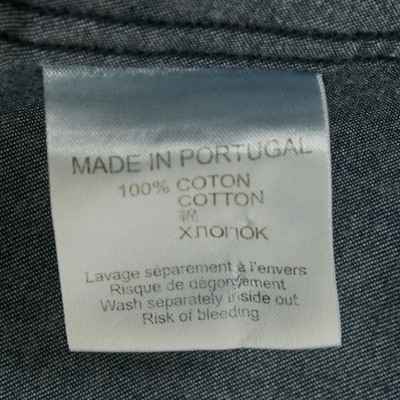 MADE IN PORTUGAL
100% COTON
COTTON
綿
ХЛОПОК
Lavage séparement à l'envers
Risque de dégorgement
Wash separately inside out
Risk of bleeding